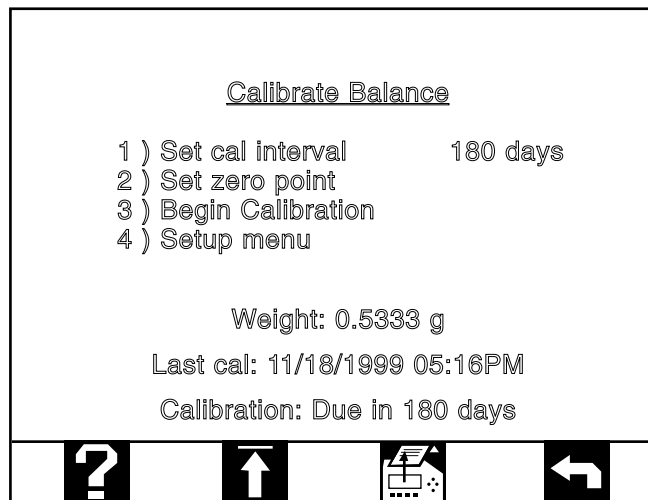 Calibrate Balance
1 ) Set cal interval 180 days
2 ) Set zero point
3 ) Begin Calibration
4 ) Setup menu
Weight: 0.5333 g
Last cal: 11/18/1999 05:16PM
Calibration: Due in 180 days
?